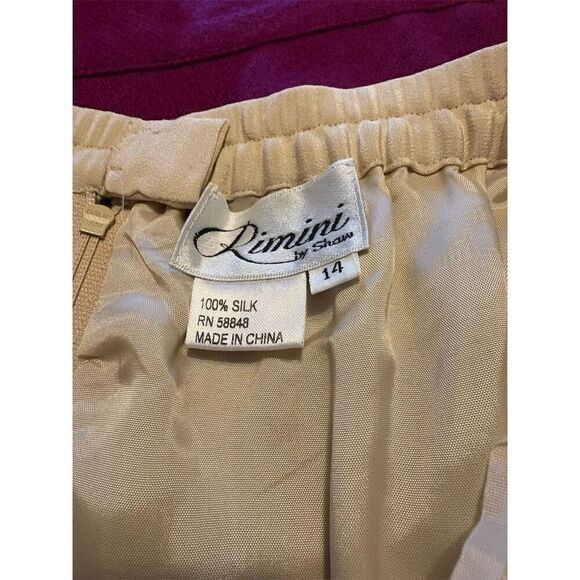 Rimini
by Shaw
14
100% SILK
RN 58848
MADE IN CHINA